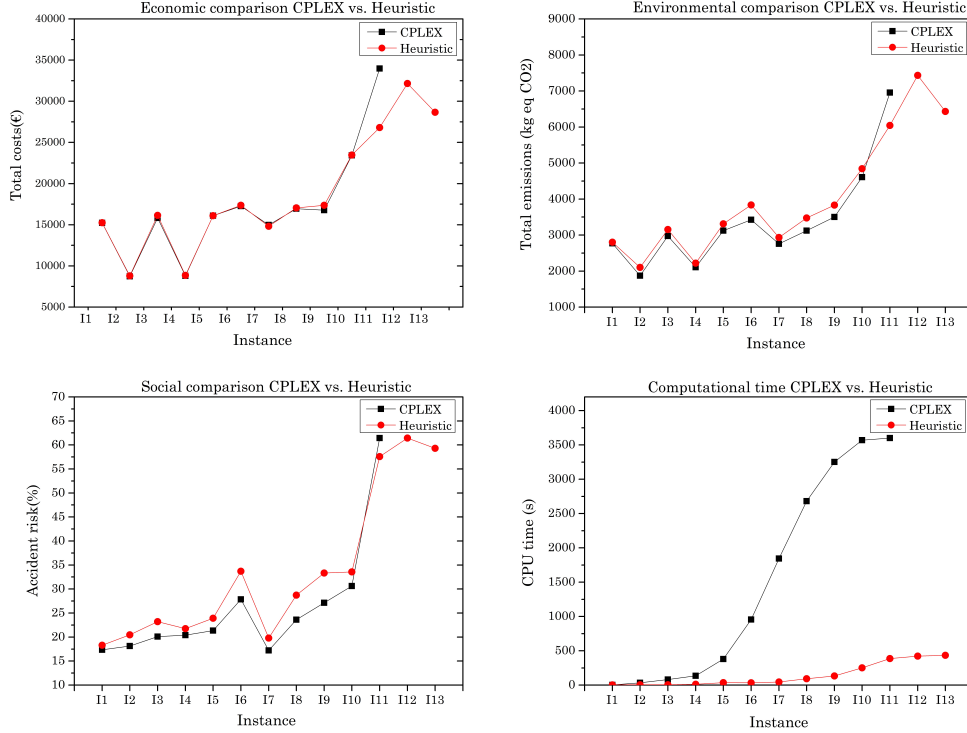 Economic comparison CPLEX vs. Heuristic
40000
35000
30000
25000
20000
15000
10000
5000
Total costs(€)
CPLEX
Heuristic
I1 I2 I3 I4 I5 I6 I7 I8 I9 I10 I11 I12 I13
Instance
Environmental comparison CPLEX vs. Heuristic
9000
8000
7000
6000
5000
4000
3000
2000
1000
Total emissions (kg eq CO2)
CPLEX
Heuristic
I1 I2 I3 I4 I5 I6 I7 I8 I9 I10 I11 I12 I13
Instance
Social comparison CPLEX vs. Heuristic
70
65
60
55
50
45
40
35
30
25
20
15
10
Accident risk(%)
CPLEX
Heuristic
I1 I2 I3 I4 I5 I6 I7 I8 I9 I10 I11 I12 I13
Instance
Computational time CPLEX vs. Heuristic
4000
3500
3000
2500
2000
1500
1000
500
0
CPU time (s)
CPLEX
Heuristic
I1 I2 I3 I4 I5 I6 I7 I8 I9 I10 I11 I12 I13
Instance